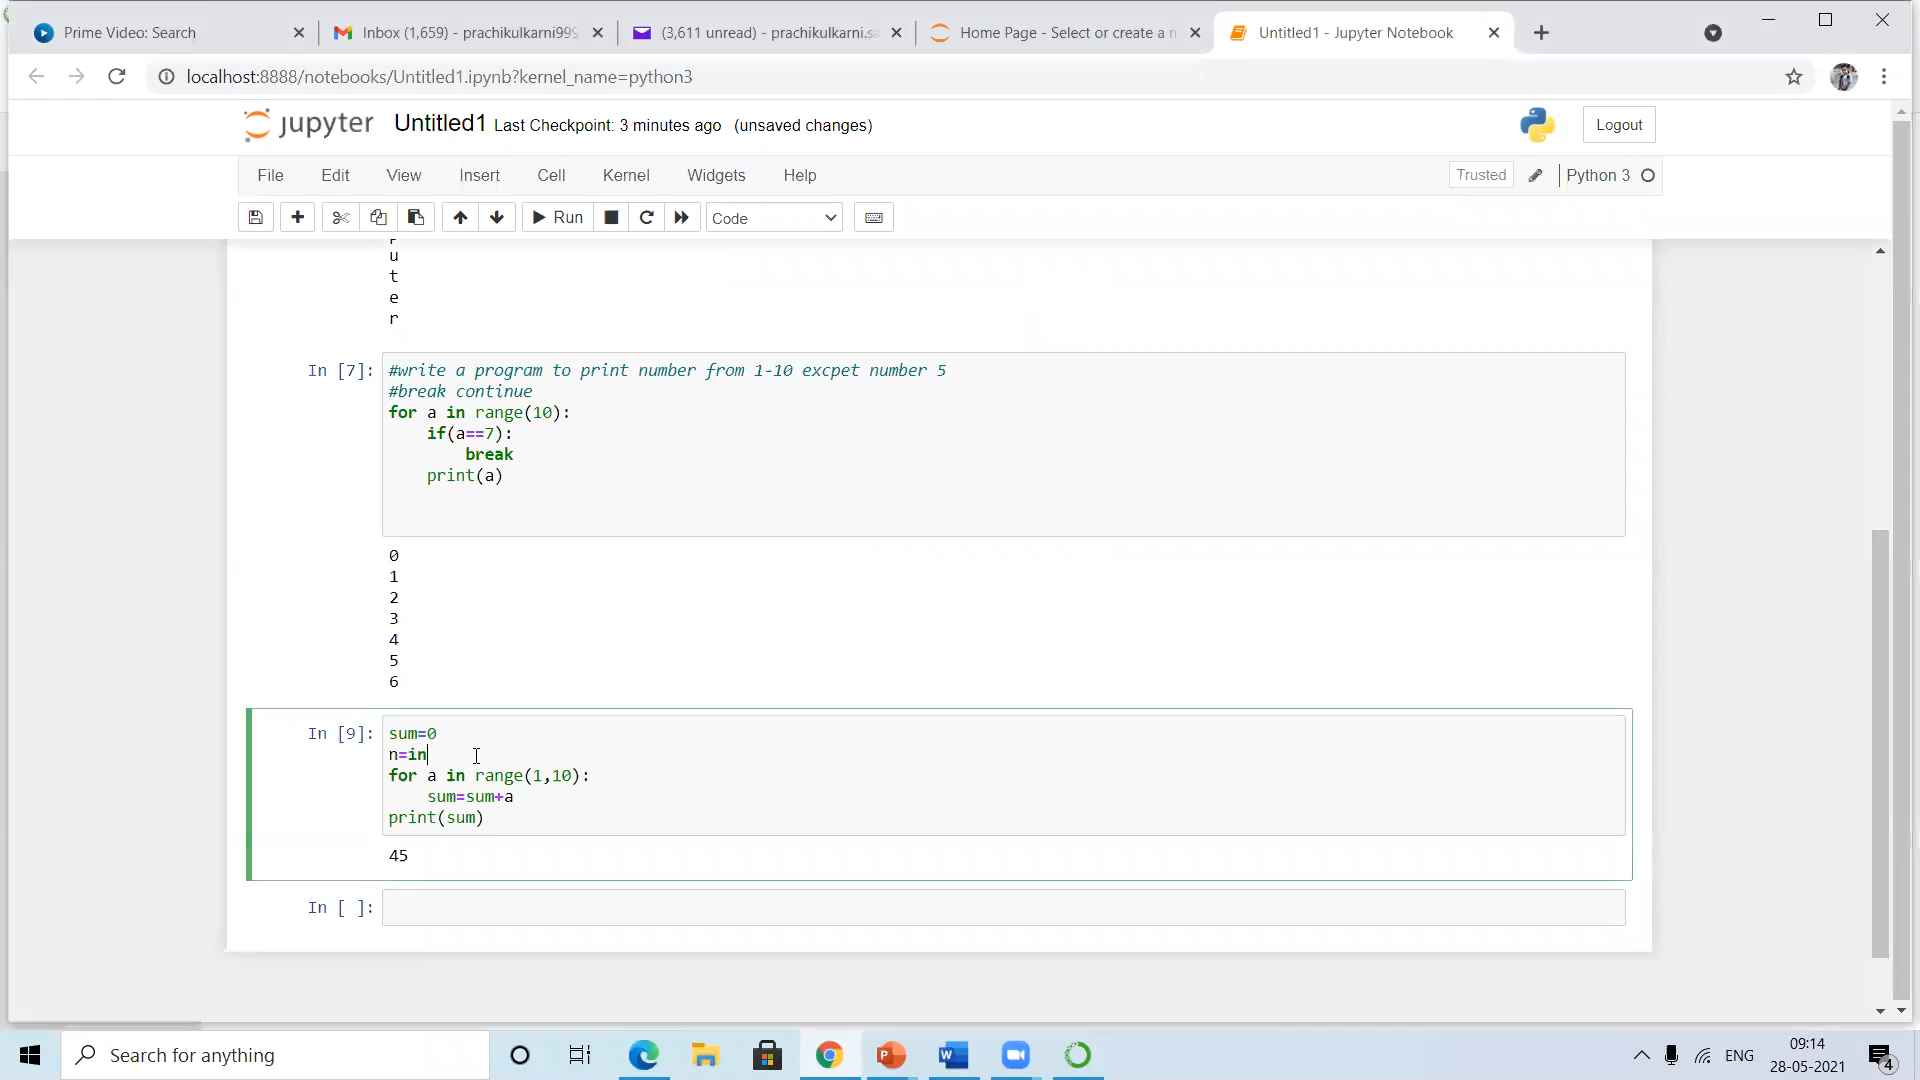 Prime Video: Search
Inbox (1,659) - prachikulkarni999
(3,611 unread) - prachikulkarni.sa
Home Page - Select or create a n
Untitled1 - Jupyter Notebook
localhost:8888/notebooks/Untitled1.ipynb?kernel_name=python3
jupyter Untitled1 Last Checkpoint: 3 minutes ago (unsaved changes)
Logout
File Edit View Insert Cell Kernel Widgets Help
Trusted
Python 3
Run
Code
u
t
e
r
In [7]:
#write a program to print number from 1-10 excpet number 5
#break continue
for a in range(10):
    if(a==7):
        break
    print(a)
0
1
2
3
4
5
6
In [9]:
sum=0
n=in
for a in range(1,10):
    sum=sum+a
print(sum)
45
In [ ]:
Search for anything
ENG
09:14
28-05-2021
4